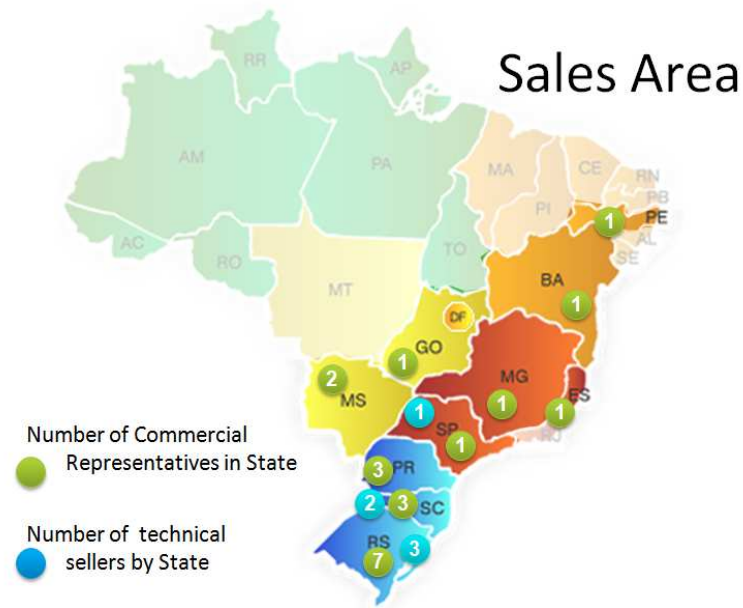 Sales Area
RR
AP
AM
PA
MA
CE
RN
PB
PI
1
PE
AC
RO
TO
AL
SE
MT
BA
1
DF
GO
1
2
MS
MG
1
ES
1
1
SP
1
RJ
Number of Commercial
Representatives in State
3
PR
2
3
SC
Number of technical
sellers by State
RS
3
7